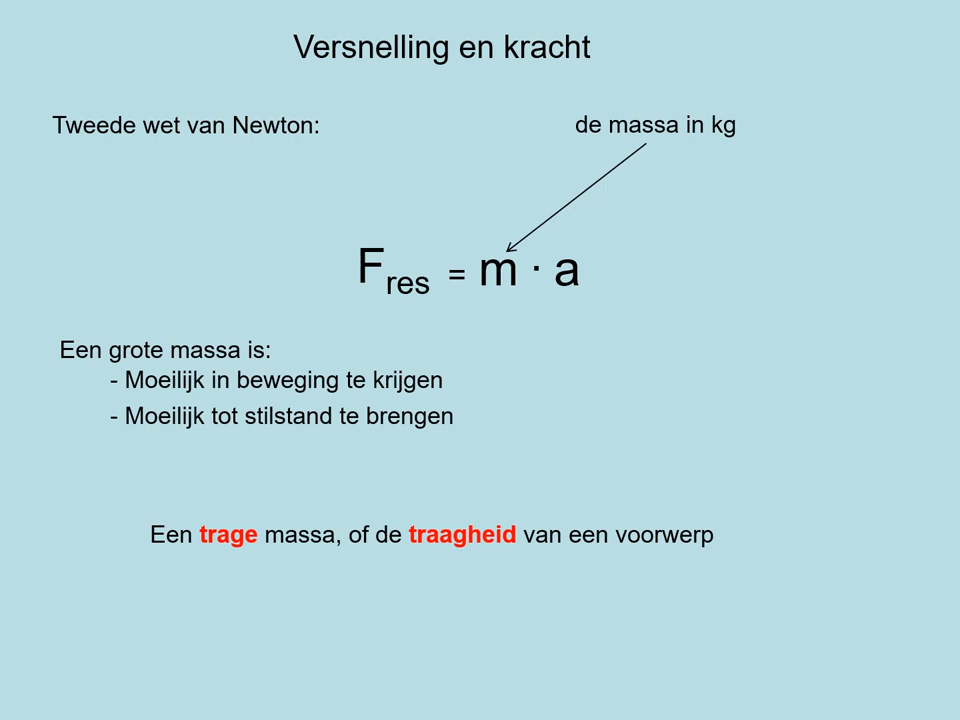 Versnelling en kracht
Tweede wet van Newton:
de massa in kg
Fres = m · a
Een grote massa is:
- Moeilijk in beweging te krijgen
- Moeilijk tot stilstand te brengen
Een trage massa, of de traagheid van een voorwerp